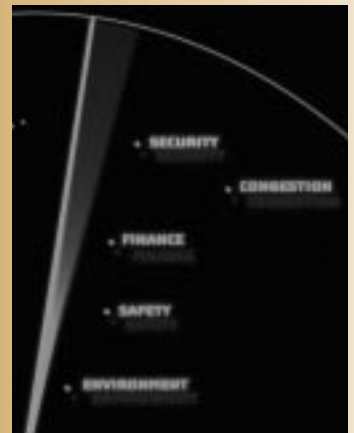 SECURITY
CONGESTION
FINANCE
SAFETY
ENVIRONMENT